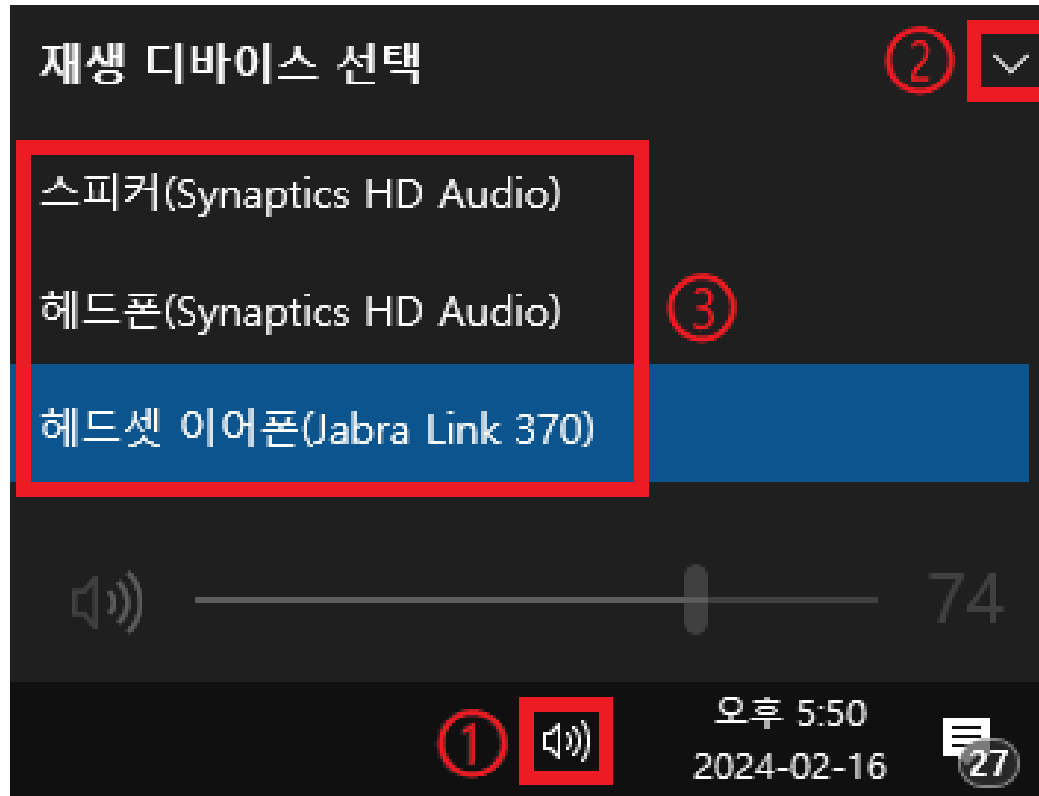 재생 디바이스 선택 ②
스피커(Synaptics HD Audio)
헤드폰(Synaptics HD Audio) ③
헤드셋 이어폰(Jabra Link 370)
74
① 오후 5:50
2024-02-16 27